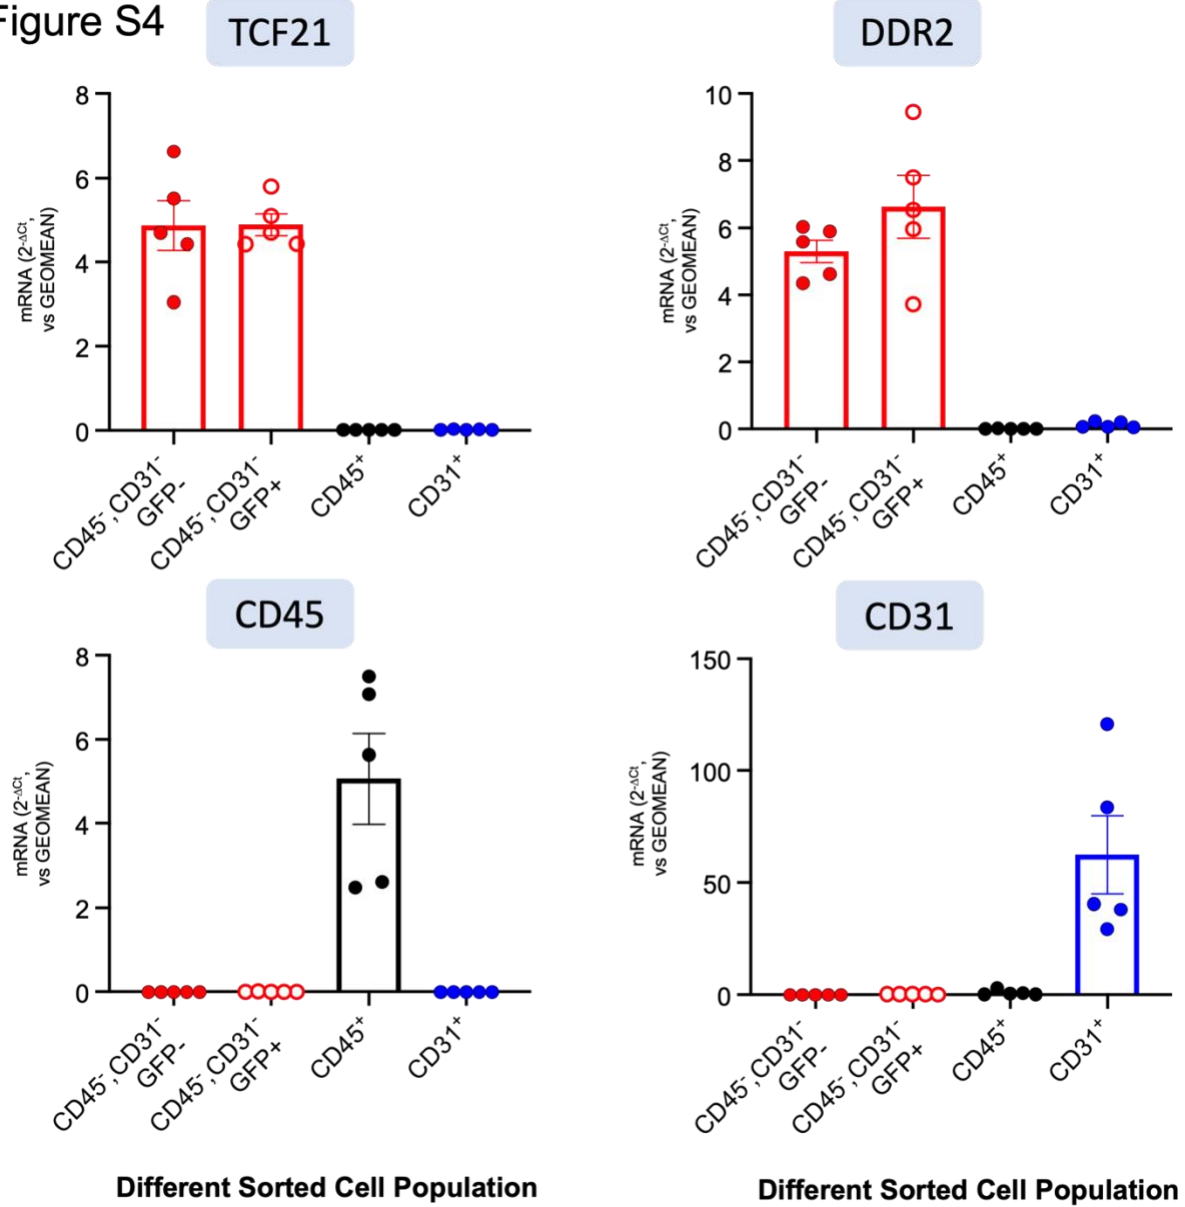 Figure S4
TCF21
8
6
4
2
0
mRNA (2-ΔCt,
vs GEOMEAN)
CD45-,CD31-
GFP-
CD45-,CD31-
GFP+
CD45+
CD31+
DDR2
10
8
6
4
2
0
mRNA (2-ΔCt,
vs GEOMEAN)
CD45-,CD31-
GFP-
CD45-,CD31-
GFP+
CD45+
CD31+
CD45
8
6
4
2
0
mRNA (2-ΔCt,
vs GEOMEAN)
CD45-,CD31-
GFP-
CD45-,CD31-
GFP+
CD45+
CD31+
Different Sorted Cell Population
CD31
150
100
50
0
mRNA (2-ΔCt,
vs GEOMEAN)
CD45-,CD31-
GFP-
CD45-,CD31-
GFP+
CD45+
CD31+
Different Sorted Cell Population